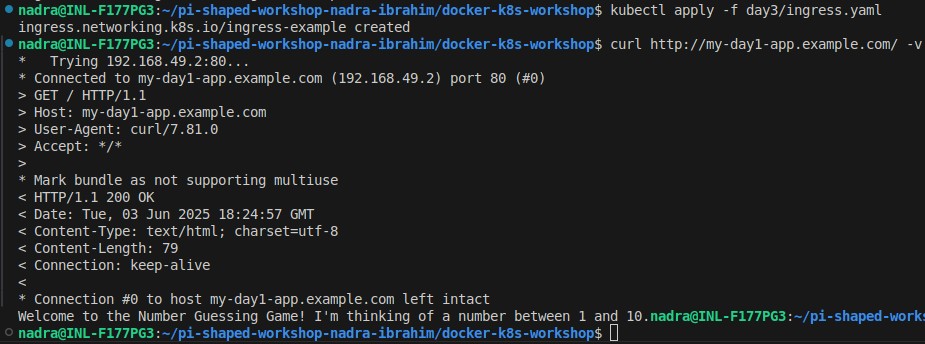 nadra@INL-F177PG3:~/pi-shaped-workshop-nadra-ibrahim/docker-k8s-workshop$ kubectl apply -f day3/ingress.yaml
ingress.networking.k8s.io/ingress-example created
nadra@INL-F177PG3:~/pi-shaped-workshop-nadra-ibrahim/docker-k8s-workshop$ curl http://my-day1-app.example.com/ -v
*   Trying 192.168.49.2:80...
* Connected to my-day1-app.example.com (192.168.49.2) port 80 (#0)
> GET / HTTP/1.1
> Host: my-day1-app.example.com
> User-Agent: curl/7.81.0
> Accept: */*
>
* Mark bundle as not supporting multiuse
< HTTP/1.1 200 OK
< Date: Tue, 03 Jun 2025 18:24:57 GMT
< Content-Type: text/html; charset=utf-8
< Content-Length: 79
< Connection: keep-alive
<
* Connection #0 to host my-day1-app.example.com left intact
Welcome to the Number Guessing Game! I'm thinking of a number between 1 and 10.nadra@INL-F177PG3:~/pi-shaped-works
nadra@INL-F177PG3:~/pi-shaped-workshop-nadra-ibrahim/docker-k8s-workshop$